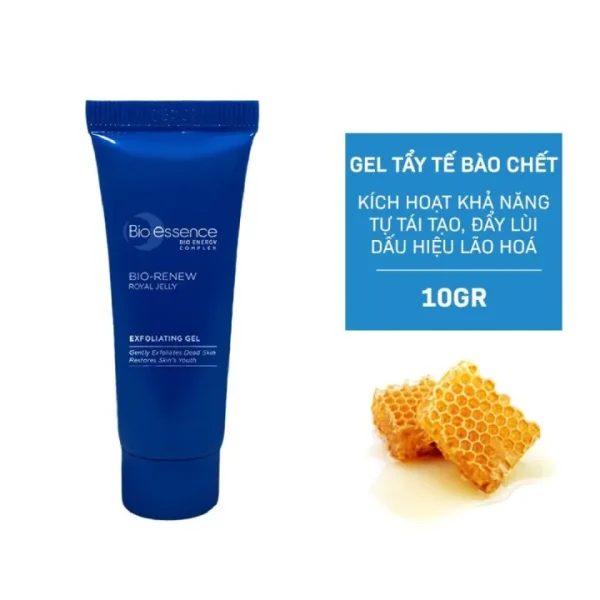 Bio essence
BIO ENERGY
COMPLEX
BIO-RENEW
ROYAL JELLY
EXFOLIATING GEL
Gently Exfoliates Dead Skin
Restores Skin's Youth
GEL TẨY TẾ BÀO CHẾT
KÍCH HOẠT KHẢ NĂNG
TỰ TÁI TẠO, ĐẨY LÙI
DẤU HIỆU LÃO HOÁ
10GR